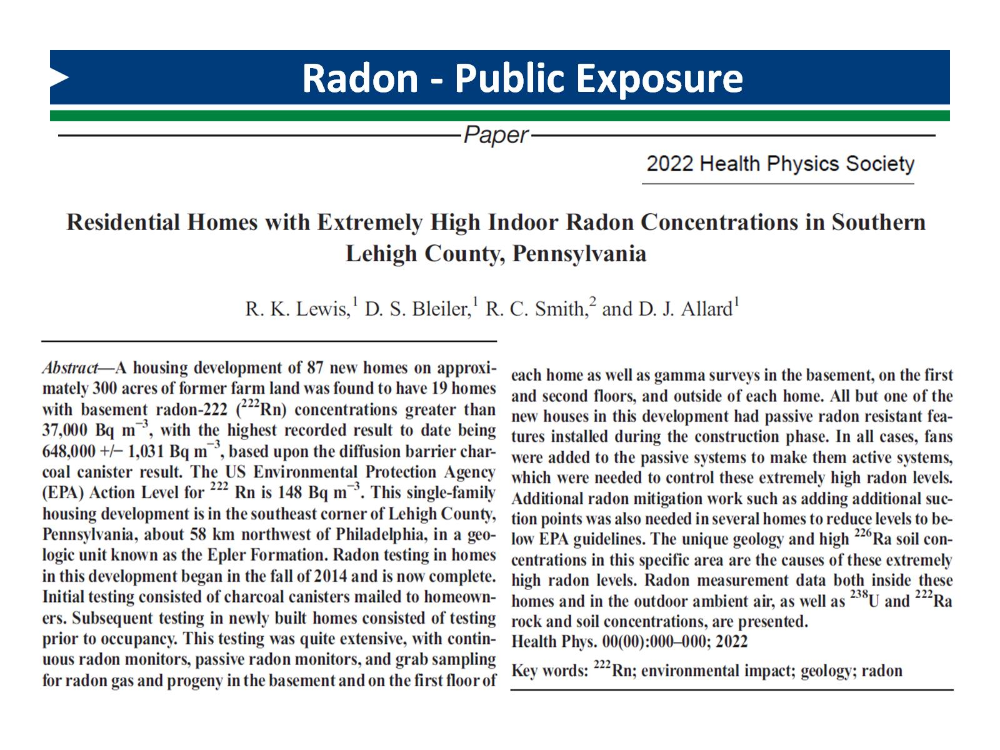 Radon - Public Exposure
Paper
2022 Health Physics Society
Residential Homes with Extremely High Indoor Radon Concentrations in Southern
Lehigh County, Pennsylvania
R. K. Lewis,¹ D. S. Bleiler,¹ R. C. Smith,² and D. J. Allard¹
Abstract—A housing development of 87 new homes on approxi-
mately 300 acres of former farm land was found to have 19 homes
with basement radon-222 (²²²Rn) concentrations greater than
37,000 Bq m⁻³, with the highest recorded result to date being
648,000 +/− 1,031 Bq m⁻³, based upon the diffusion barrier char-
coal canister result. The US Environmental Protection Agency
(EPA) Action Level for ²²² Rn is 148 Bq m⁻³. This single-family
housing development is in the southeast corner of Lehigh County,
Pennsylvania, about 58 km northwest of Philadelphia, in a geo-
logic unit known as the Epler Formation. Radon testing in homes
in this development began in the fall of 2014 and is now complete.
Initial testing consisted of charcoal canisters mailed to homeown-
ers. Subsequent testing in newly built homes consisted of testing
prior to occupancy. This testing was quite extensive, with contin-
uous radon monitors, passive radon monitors, and grab sampling
for radon gas and progeny in the basement and on the first floor of
each home as well as gamma surveys in the basement, on the first
and second floors, and outside of each home. All but one of the
new houses in this development had passive radon resistant fea-
tures installed during the construction phase. In all cases, fans
were added to the passive systems to make them active systems,
which were needed to control these extremely high radon levels.
Additional radon mitigation work such as adding additional suc-
tion points was also needed in several homes to reduce levels to be-
low EPA guidelines. The unique geology and high ²²⁶Ra soil con-
centrations in this specific area are the causes of these extremely
high radon levels. Radon measurement data both inside these
homes and in the outdoor ambient air, as well as ²³⁸U and ²²²Ra
rock and soil concentrations, are presented.
Health Phys. 00(00):000–000; 2022
Key words: ²²²Rn; environmental impact; geology; radon